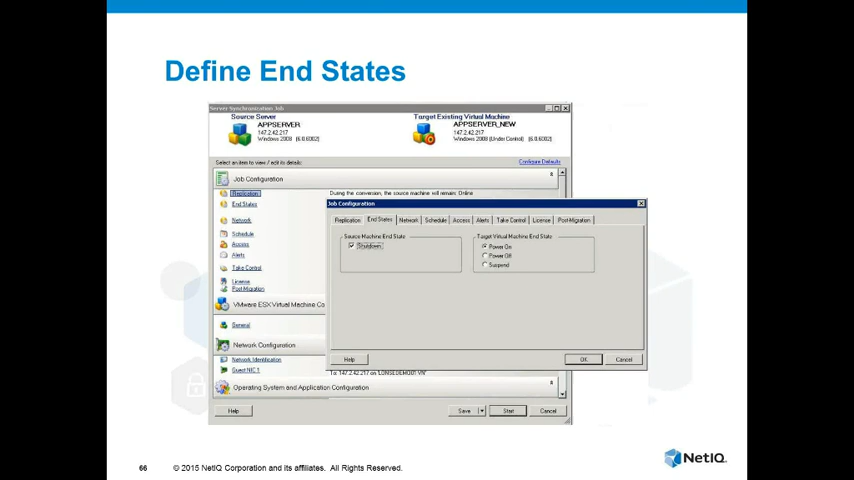 Define End States
Server Synchronization Job
Source Server
APPSERVER
147.2.42.217
Windows 2008 (6.0.6002)
Target Existing Virtual Machine
APPSERVER_NEW
147.2.42.217
Windows 2008 (Under Control) (6.0.6002)
Select an item to view / edit its details:
Configure Defaults
Job Configuration
Replication
During the conversion, the source machine will remain: Online
End States
Network
Schedule
Access
Alerts
Take Control
License
Post-Migration
VMware ESX Virtual Machine Co
General
Network Configuration
Network Identification
Guest NIC 1
Operating System and Application Configuration
Help
Save
Start
Cancel
Job Configuration
Replication End States Network Schedule Access Alerts Take Control License Post-Migration
Source Machine End State
Shutdown
Target Virtual Machine End State
Power On
Power Off
Suspend
Help
OK
Cancel
66
© 2015 NetIQ Corporation and its affiliates. All Rights Reserved.
NetIQ.